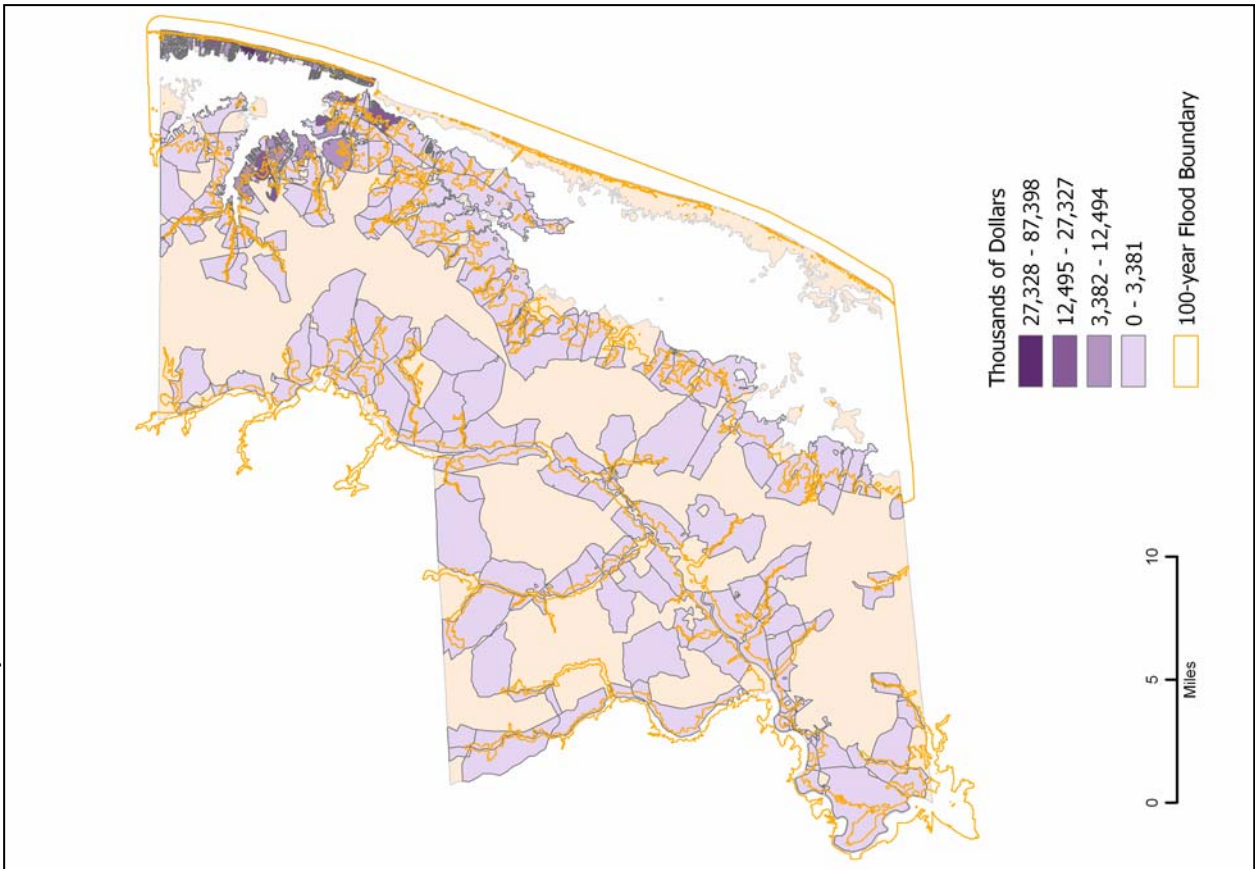 Thousands of Dollars
27,328 - 87,398
12,495 - 27,327
3,382 - 12,494
0 - 3,381
100-year Flood Boundary
0 5 10
Miles